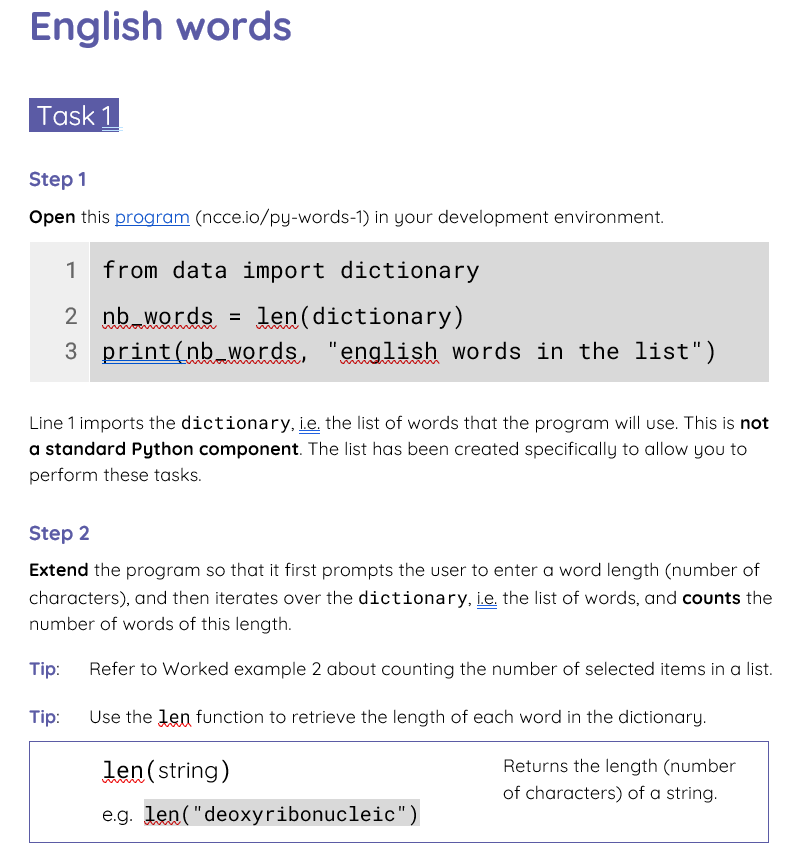 English words
Task 1
Step 1
Open this program (ncce.io/py-words-1) in your development environment.
1 from data import dictionary
2 nb_words = len(dictionary)
3 print(nb_words, "english words in the list")
Line 1 imports the dictionary, i.e. the list of words that the program will use. This is not
a standard Python component. The list has been created specifically to allow you to
perform these tasks.
Step 2
Extend the program so that it first prompts the user to enter a word length (number of
characters), and then iterates over the dictionary, i.e. the list of words, and counts the
number of words of this length.
Tip: Refer to Worked example 2 about counting the number of selected items in a list.
Tip: Use the len function to retrieve the length of each word in the dictionary.
len(string)
e.g. len("deoxyribonucleic")
Returns the length (number
of characters) of a string.